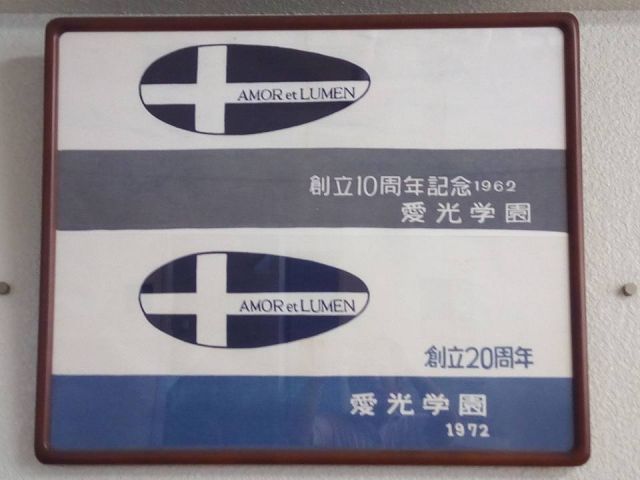 AMOR et LUMEN
創立10周年記念1962
愛光学園
AMOR et LUMEN
創立20周年
愛光学園
1972